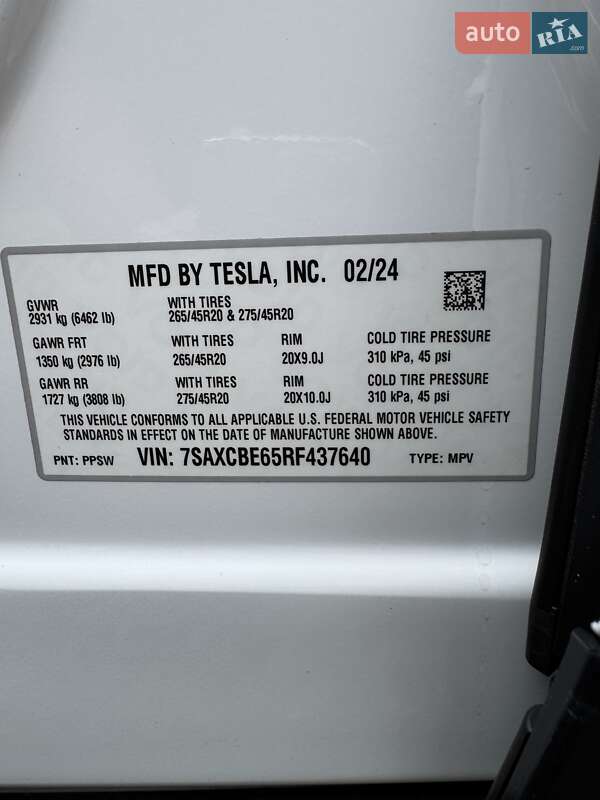 auto RIA.com
MFD BY TESLA, INC. 02/24
GVWR WITH TIRES
2931 kg (6462 lb) 265/45R20 & 275/45R20
GAWR FRT WITH TIRES RIM COLD TIRE PRESSURE
1350 kg (2976 lb) 265/45R20 20X9.0J 310 kPa, 45 psi
GAWR RR WITH TIRES RIM COLD TIRE PRESSURE
1727 kg (3808 lb) 275/45R20 20X10.0J 310 kPa, 45 psi
THIS VEHICLE CONFORMS TO ALL APPLICABLE U.S. FEDERAL MOTOR VEHICLE SAFETY
STANDARDS IN EFFECT ON THE DATE OF MANUFACTURE SHOWN ABOVE.
PNT: PPSW VIN: 7SAXCBE65RF437640 TYPE: MPV